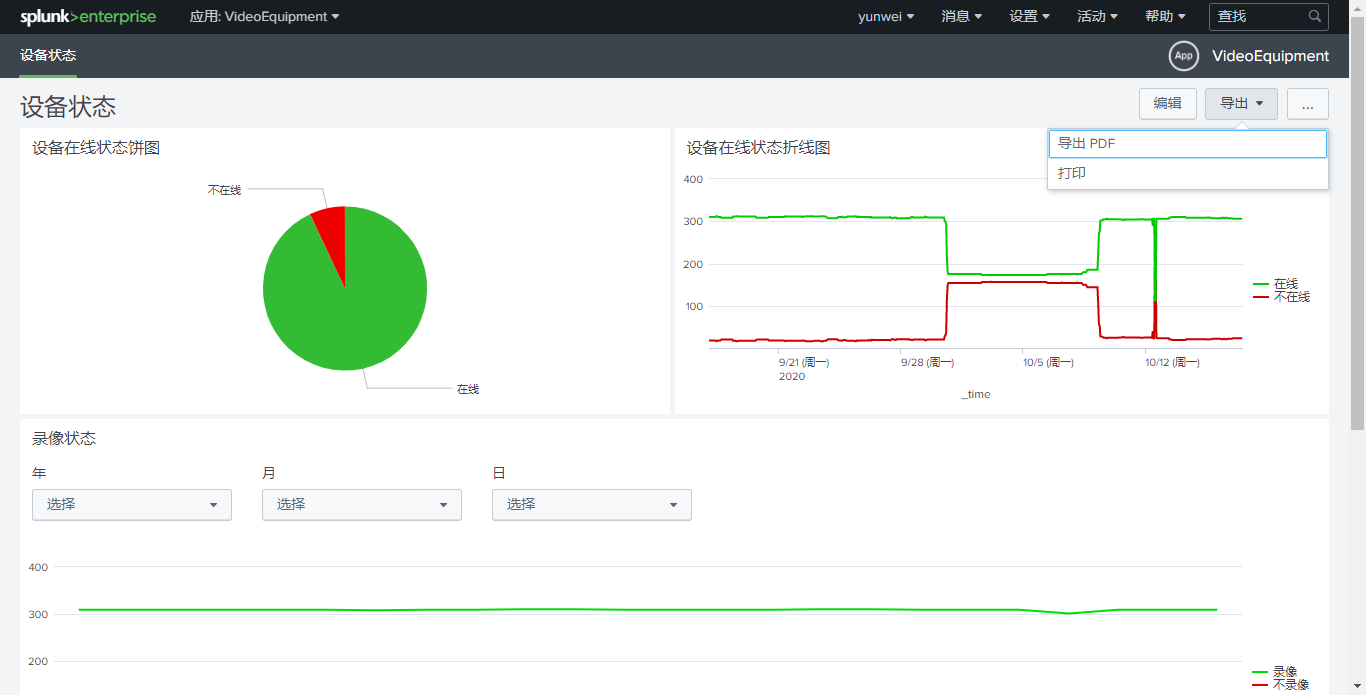 splunk>enterprise 应用: VideoEquipment yunwei 消息 设置 活动 帮助 查找
设备状态 App VideoEquipment
设备状态 编辑 导出 ...
导出 PDF
打印
设备在线状态饼图
不在线
在线
设备在线状态折线图
400
300
200
100
9/21 (周一) 9/28 (周一) 10/5 (周一) 10/12 (周一)
2020
_time
在线
不在线
录像状态
年 月 日
选择 选择 选择
400
300
200
录像
不录像